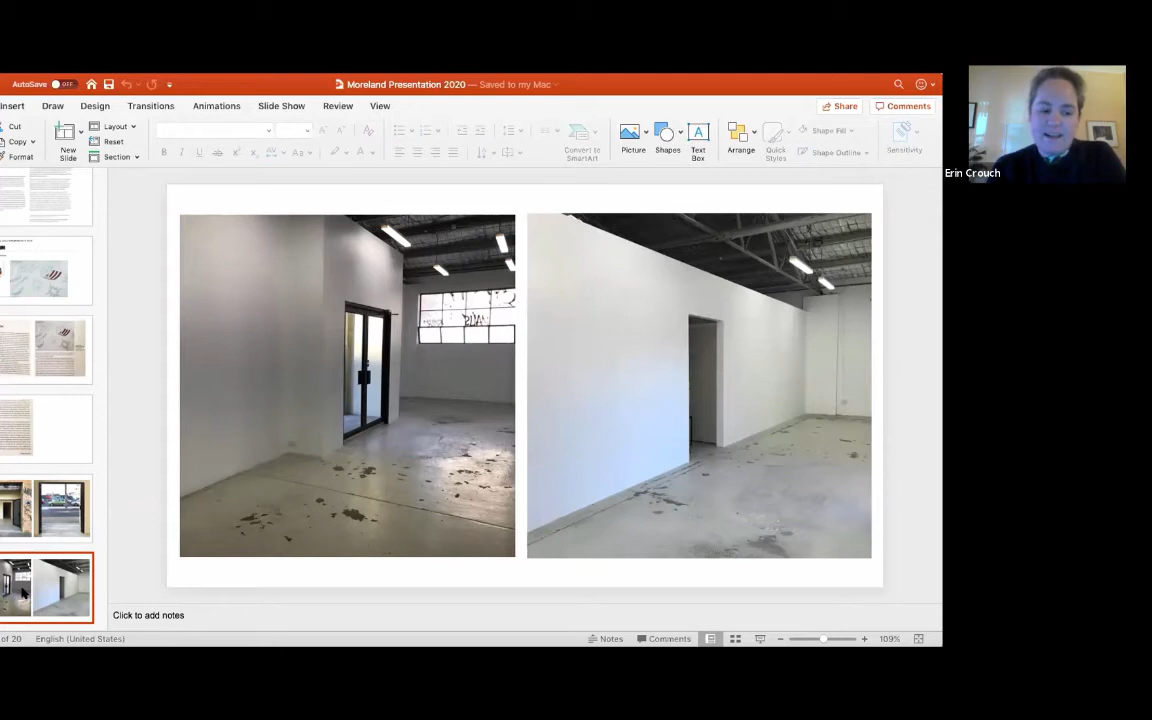 AutoSave OFF
Moreland Presentation 2020 — Saved to my Mac
Insert Draw Design Transitions Animations Slide Show Review View
Share Comments
Cut
Copy
Format
New Slide
Layout
Reset
Section
B I U
Aa
A
Convert to SmartArt
Picture Shapes Text Box
Arrange Quick Styles
Shape Fill
Shape Outline
Sensitivity
Erin Crouch
Click to add notes
of 20 English (United States)
Notes Comments
109%